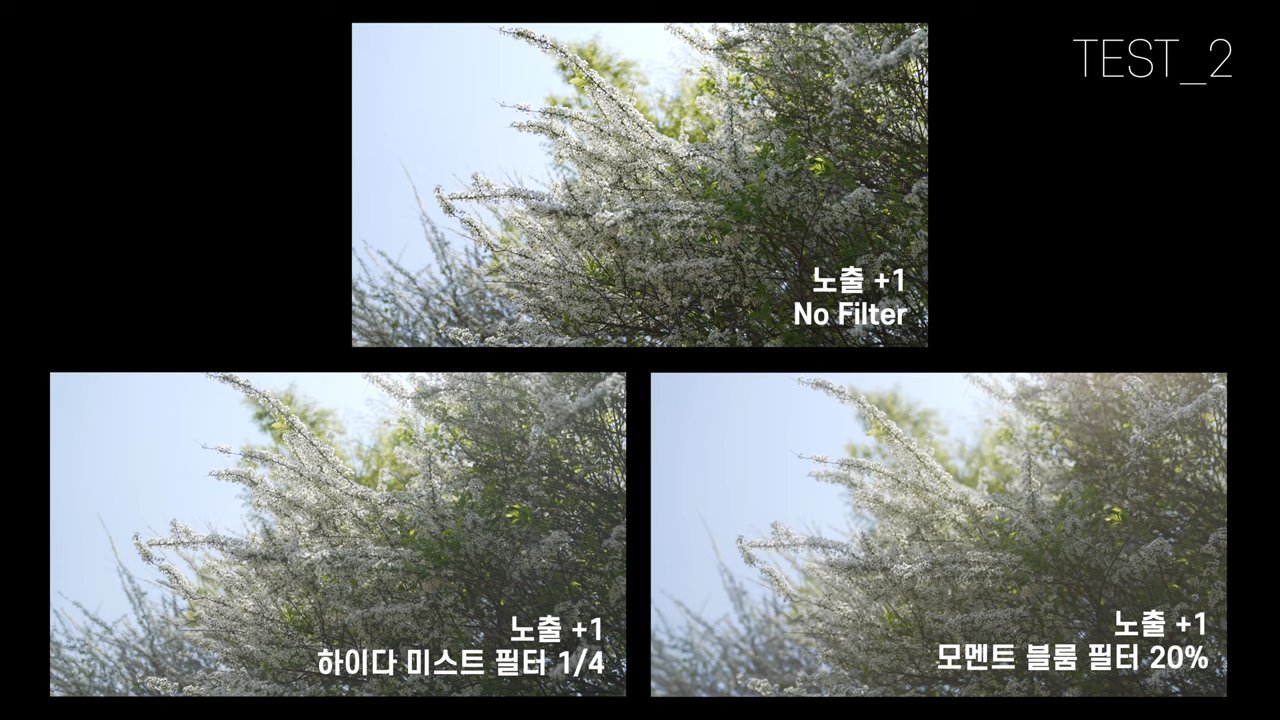 TEST_2
노출 +1
No Filter
노출 +1
하이다 미스트 필터 1/4
노출 +1
모멘트 블룸 필터 20%